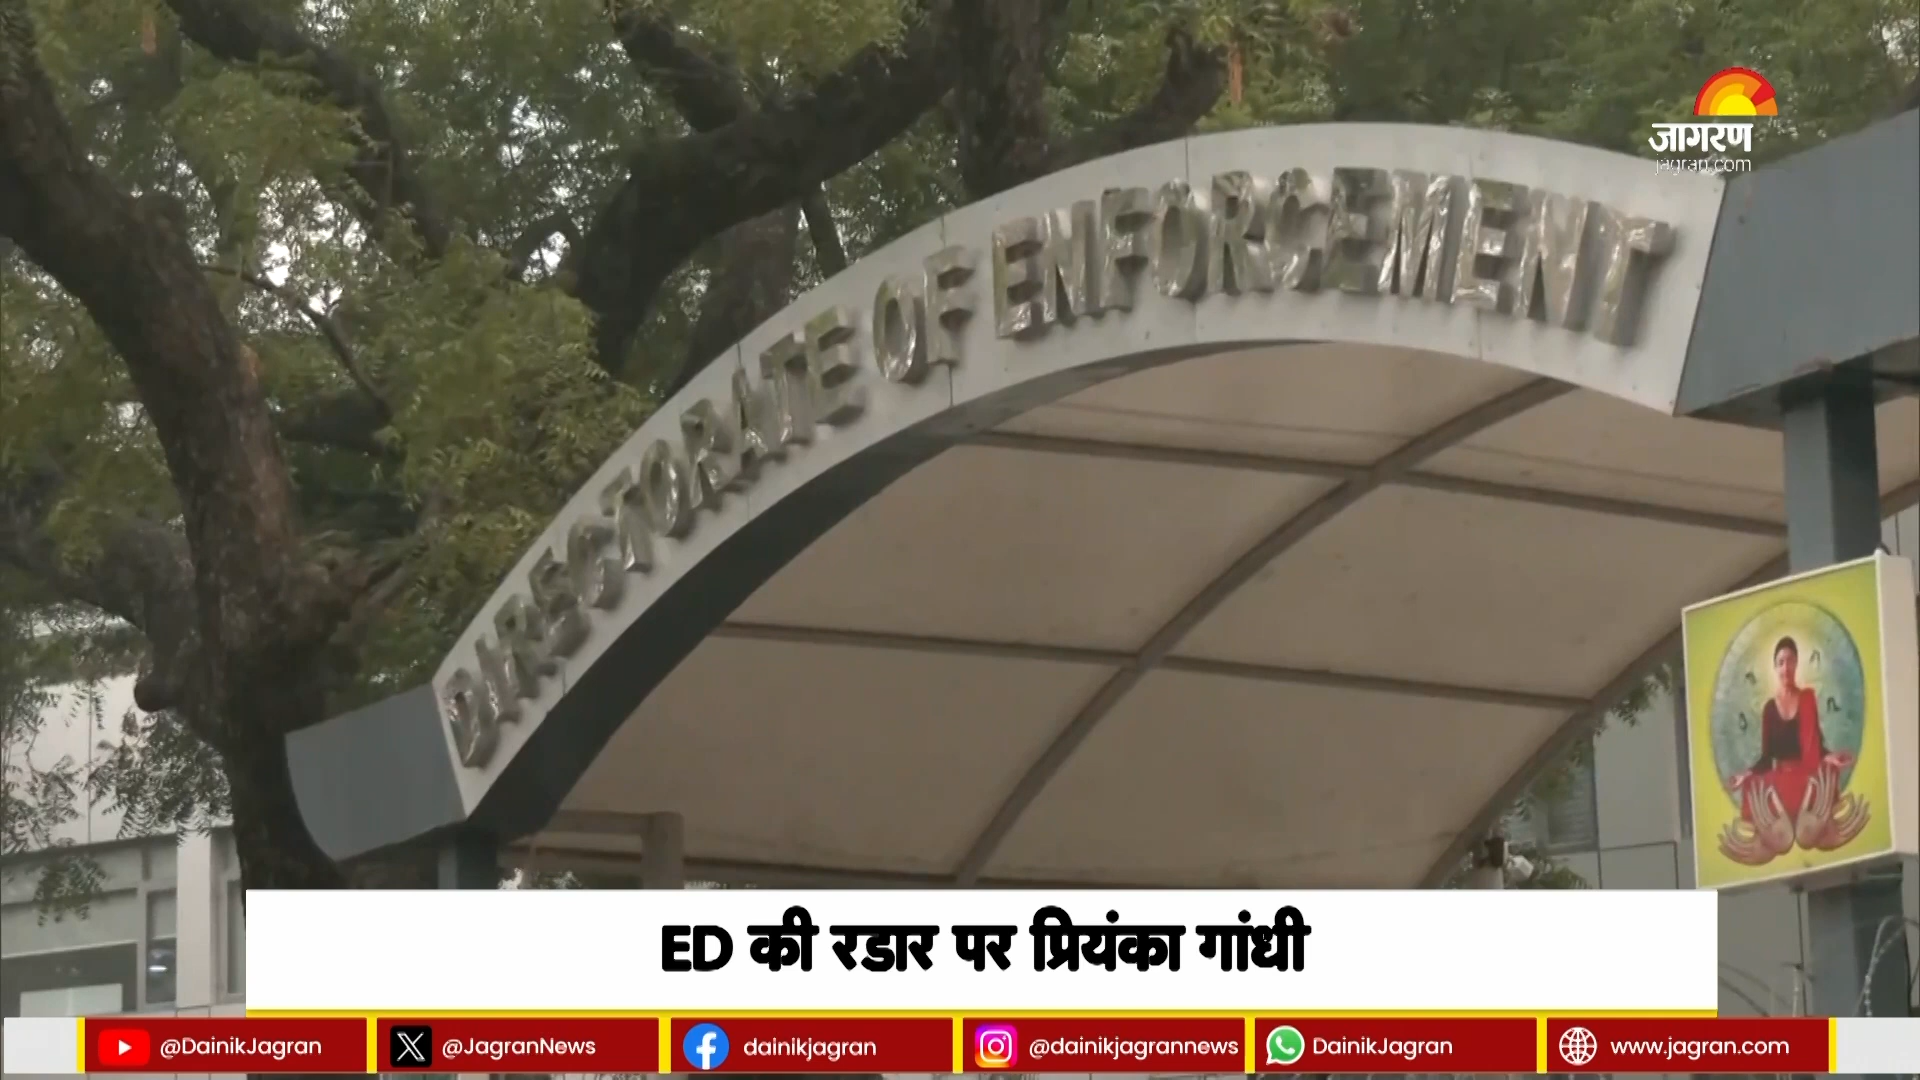 जागरण
jagran.com
DIRECTORATE OF ENFORCEMENT
ED की रडार पर प्रियंका गांधी
@DainikJagran
@JagranNews
dainikjagran
@dainikjagrannews
DainikJagran
www.jagran.com